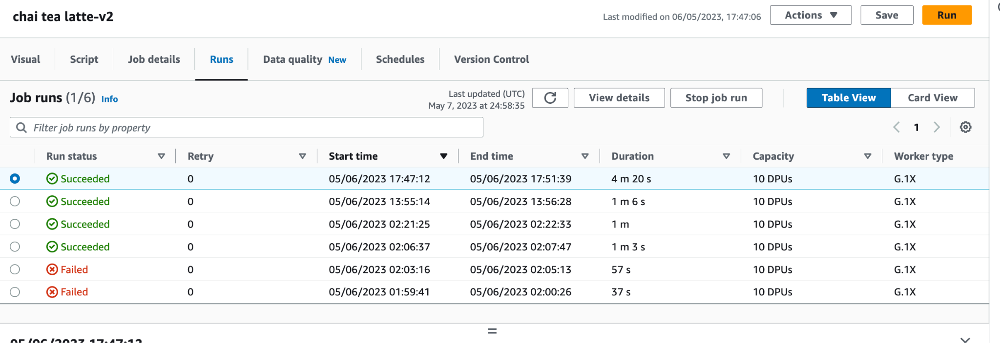 chai tea latte-v2
Last modified on 06/05/2023, 17:47:06
Actions
Save
Run
Visual
Script
Job details
Runs
Data quality New
Schedules
Version Control
Job runs (1/6) Info
Last updated (UTC)
May 7, 2023 at 24:58:35
View details
Stop job run
Table View
Card View
Filter job runs by property
1
Run status Retry Start time End time Duration Capacity Worker type
Succeeded 0 05/06/2023 17:47:12 05/06/2023 17:51:39 4 m 20 s 10 DPUs G.1X
Succeeded 0 05/06/2023 13:55:14 05/06/2023 13:56:28 1 m 6 s 10 DPUs G.1X
Succeeded 0 05/06/2023 02:21:25 05/06/2023 02:22:33 1 m 10 DPUs G.1X
Succeeded 0 05/06/2023 02:06:37 05/06/2023 02:07:47 1 m 3 s 10 DPUs G.1X
Failed 0 05/06/2023 02:03:16 05/06/2023 02:05:13 57 s 10 DPUs G.1X
Failed 0 05/06/2023 01:59:41 05/06/2023 02:00:26 37 s 10 DPUs G.1X
05/06/2023 17:47:12